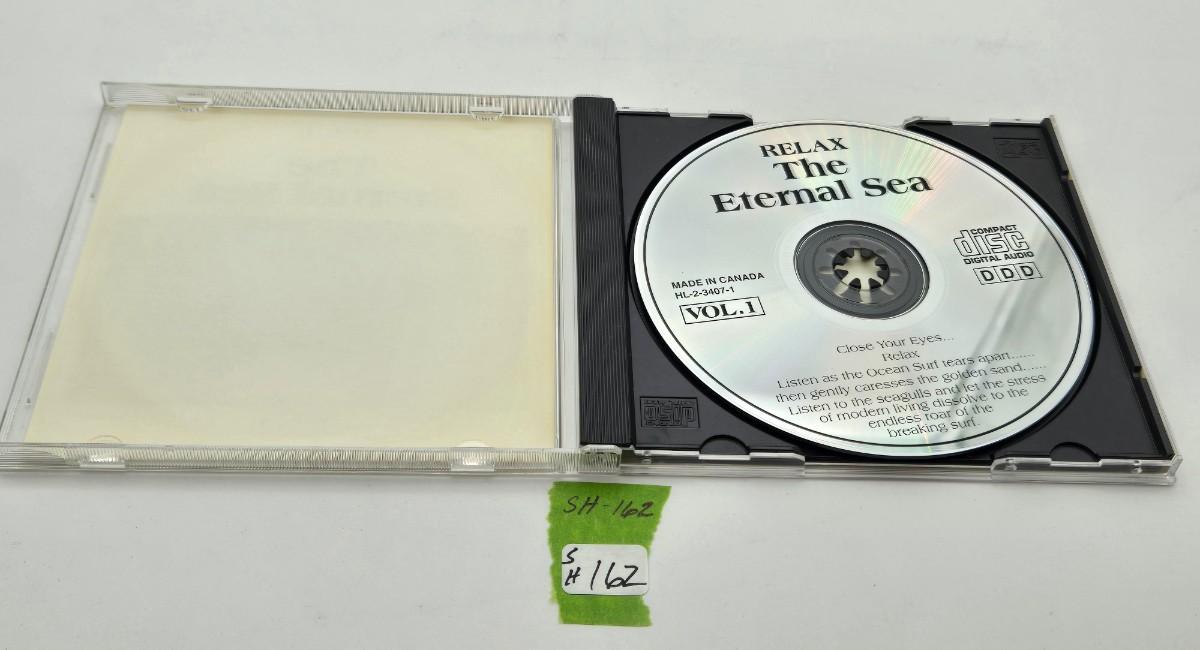 RELAX
The
Eternal Sea
COMPACT
disc
DIGITAL AUDIO
DDD
MADE IN CANADA
HL-2-3407-1
VOL.1
Close Your Eyes...
Relax
Listen as the Ocean Surf tears apart......
then gently caresses the golden sand......
Listen to the seagulls and let the stress
of modern living dissolve to the
endless roar of the
breaking surf.
SH-162
SH 162